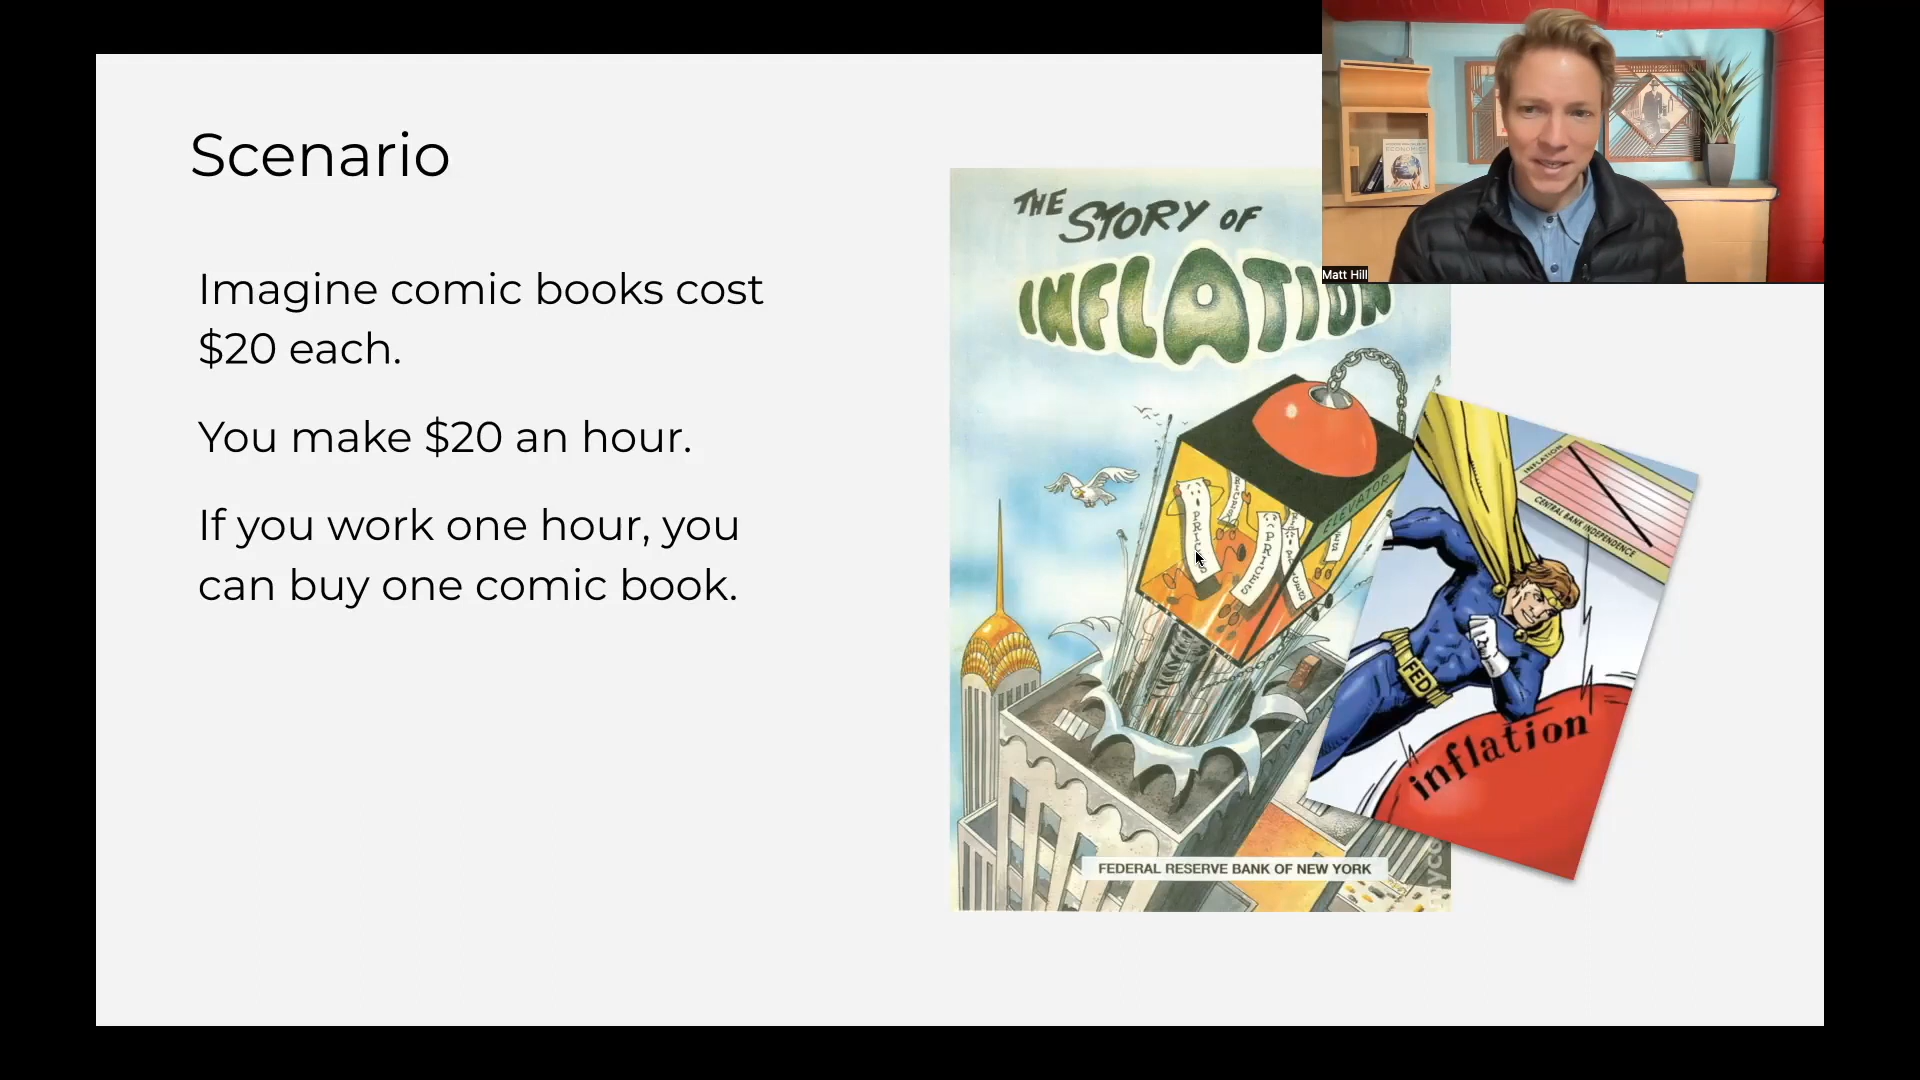 Scenario
Imagine comic books cost
$20 each.
You make $20 an hour.
If you work one hour, you
can buy one comic book.
THE
STORY OF
INFLATION
ELEVATOR
PRICES
PRICES
FEDERAL RESERVE BANK OF NEW YORK
INFLATION
CENTRAL BANK INDEPENDENCE
FED
inflation
ECONOMICS
Matt Hill